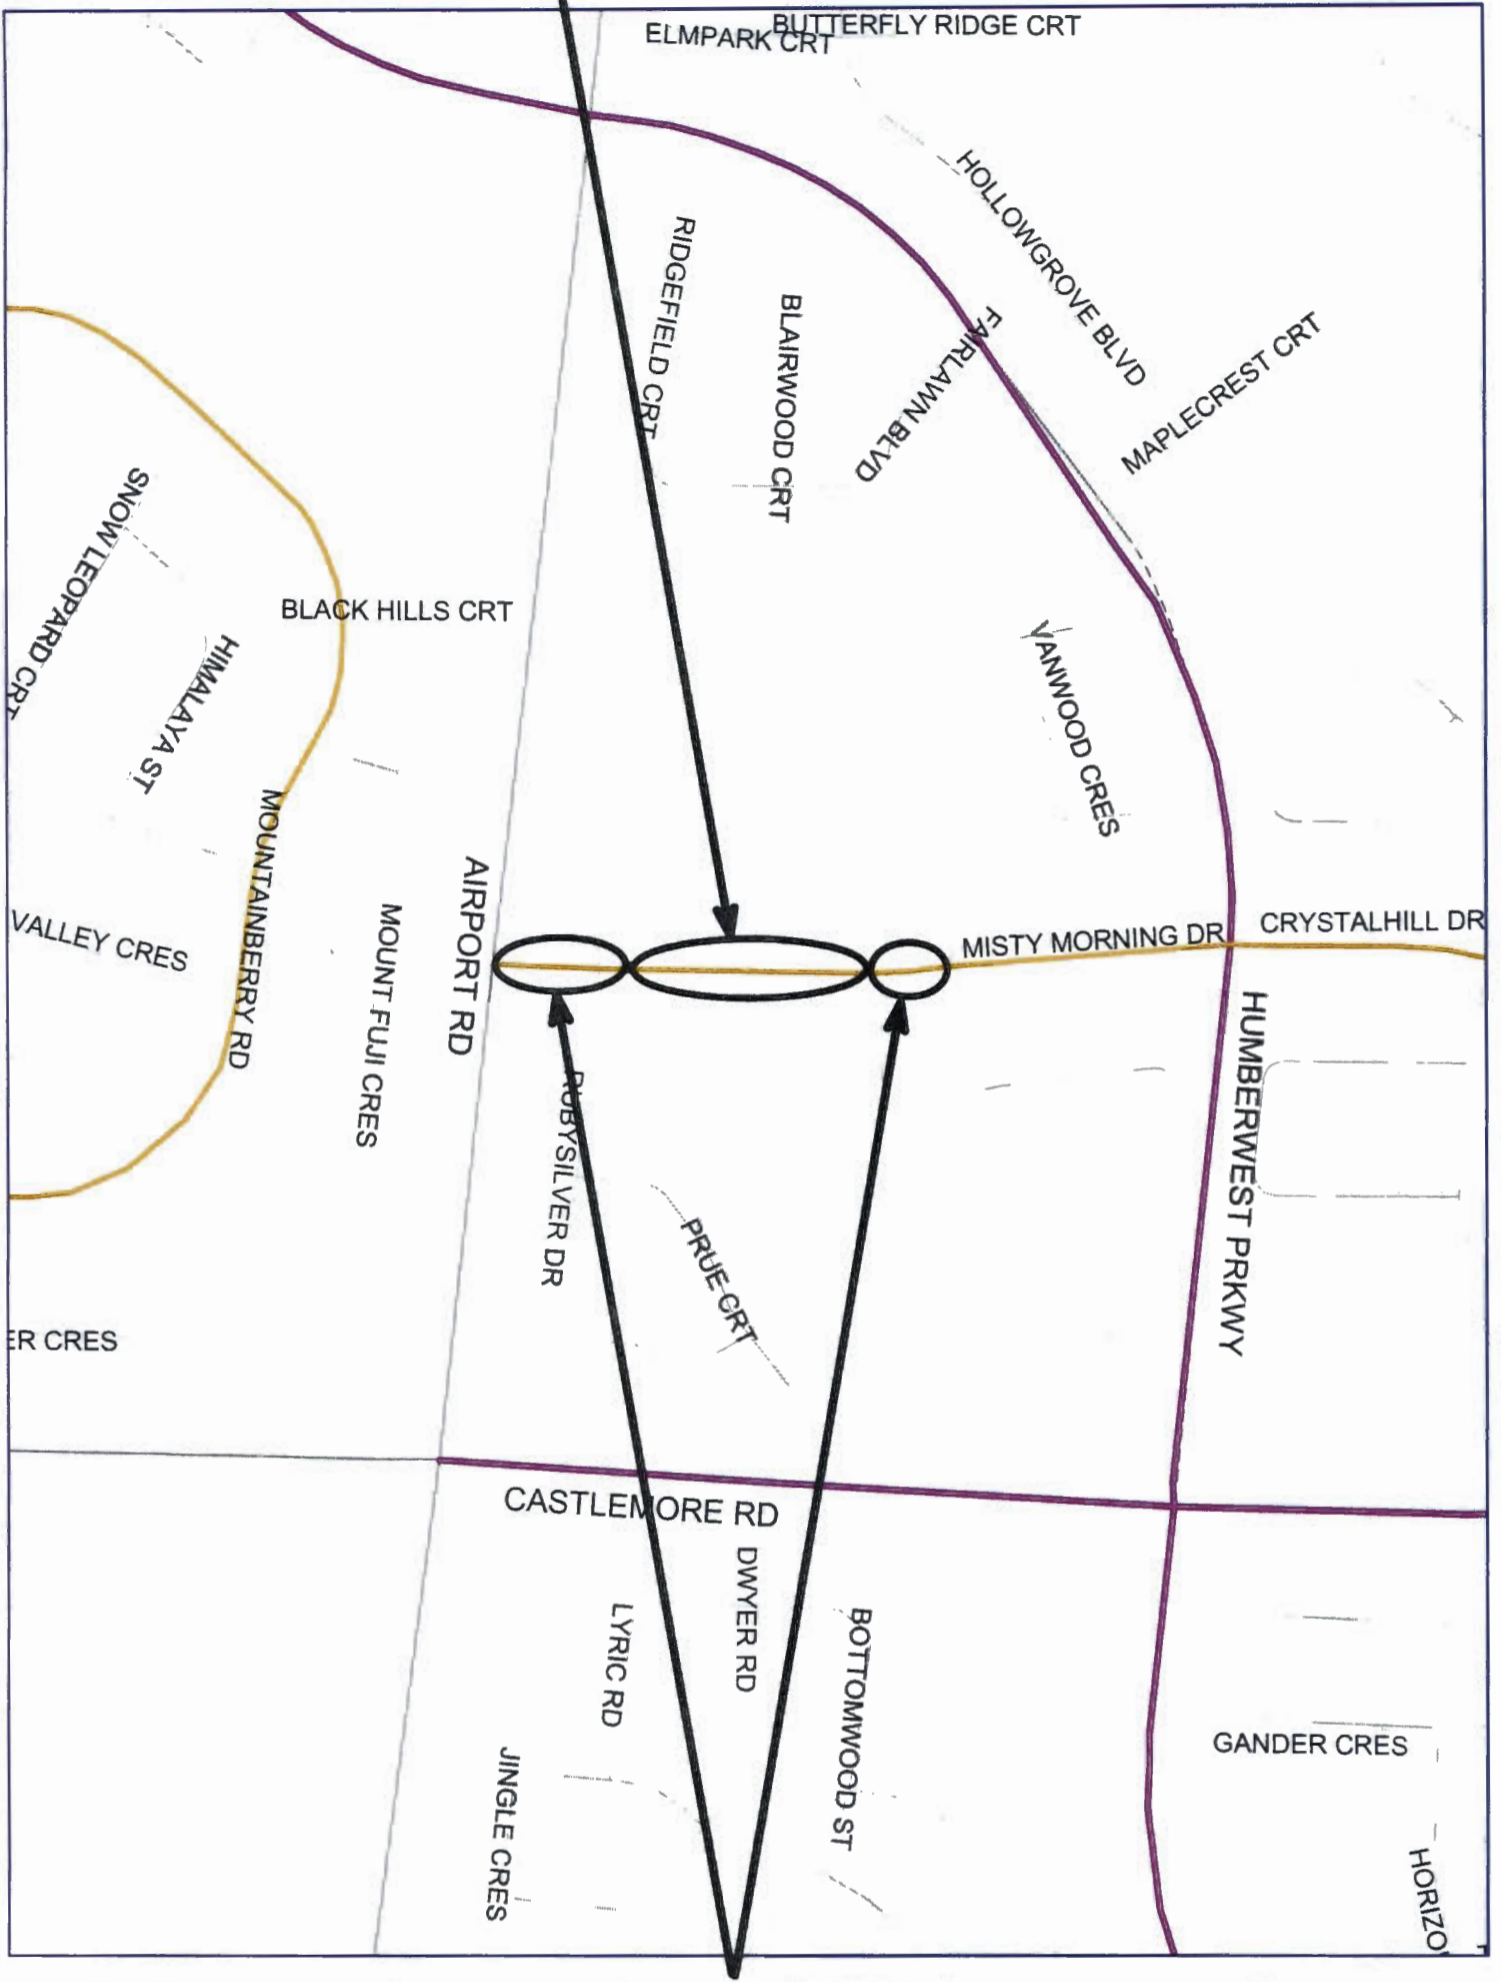 BUTTERFLY RIDGE CRT
ELMPARK CRT
HOLLOWGROVE BLVD
RIDGEFIELD CRT
BLAIRWOOD CRT
FAIRLAWN BLVD
MAPLECREST CRT
SNOW LEOPARD CRT
BLACK HILLS CRT
HIMALAYA ST
VANWOOD CRES
MOUNTAINBERRY RD
AIRPORT RD
MOUNT FUJI CRES
VALLEY CRES
MISTY MORNING DR
CRYSTALHILL DR
HUMBERWEST PRKWY
RUBYSILVER DR
PRUE CRT
ER CRES
CASTLEMORE RD
DWYER RD
LYRIC RD
BOTTOMWOOD ST
JINGLE CRES
GANDER CRES
HORIZO